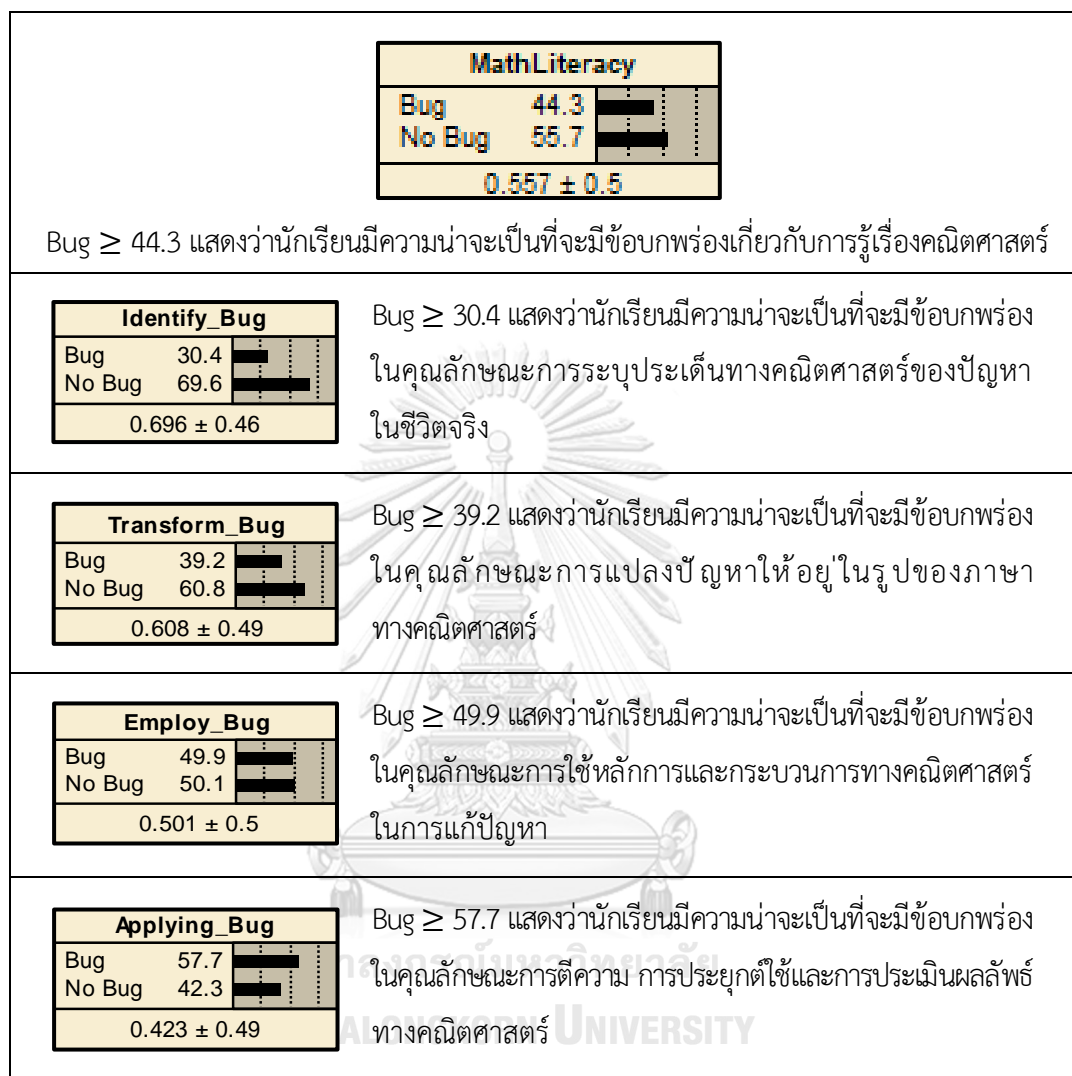 MathLiteracy
Bug 44.3
No Bug 55.7
0.557 ± 0.5
Bug ≥ 44.3 แสดงว่านักเรียนมีความน่าจะเป็นที่จะมีข้อบกพร่องเกี่ยวกับการรู้เรื่องคณิตศาสตร์
Identify_Bug
Bug 30.4
No Bug 69.6
0.696 ± 0.46
Bug ≥ 30.4 แสดงว่านักเรียนมีความน่าจะเป็นที่จะมีข้อบกพร่อง
ในคุณลักษณะการระบุประเด็นทางคณิตศาสตร์ของปัญหา
ในชีวิตจริง
Transform_Bug
Bug 39.2
No Bug 60.8
0.608 ± 0.49
Bug ≥ 39.2 แสดงว่านักเรียนมีความน่าจะเป็นที่จะมีข้อบกพร่อง
ในคุณลักษณะการแปลงปัญหาให้อยู่ในรูปของภาษา
ทางคณิตศาสตร์
Employ_Bug
Bug 49.9
No Bug 50.1
0.501 ± 0.5
Bug ≥ 49.9 แสดงว่านักเรียนมีความน่าจะเป็นที่จะมีข้อบกพร่อง
ในคุณลักษณะการใช้หลักการและกระบวนการทางคณิตศาสตร์
ในการแก้ปัญหา
Applying_Bug
Bug 57.7
No Bug 42.3
0.423 ± 0.49
Bug ≥ 57.7 แสดงว่านักเรียนมีความน่าจะเป็นที่จะมีข้อบกพร่อง
ในคุณลักษณะการตีความ การประยุกต์ใช้และการประเมินผลลัพธ์
ทางคณิตศาสตร์
UNIVERSITY